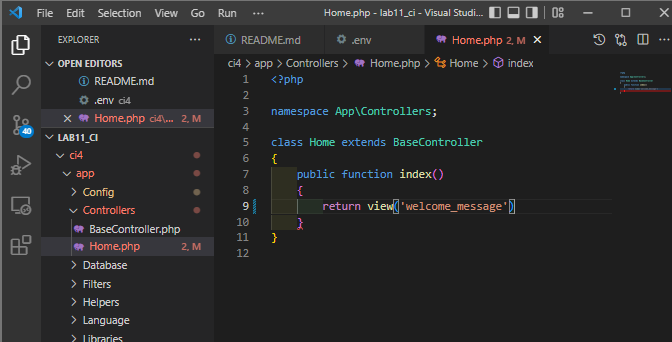 File Edit Selection View Go Run ··· Home.php - lab11_ci - Visual Studi...
EXPLORER ···
README.md .env Home.php 2, M
OPEN EDITORS
README.md
.env ci4
Home.php ci4\... 2, M
LAB11_CI
ci4
app
Config
Controllers
BaseController.php
Home.php 2, M
Database
Filters
Helpers
Language
Libraries
40
ci4 > app > Controllers > Home.php > Home > index
1 <?php
2
3 namespace App\Controllers;
4
5 class Home extends BaseController
6 {
7 public function index()
8 {
9 return view('welcome_message')
10 }
11 }
12